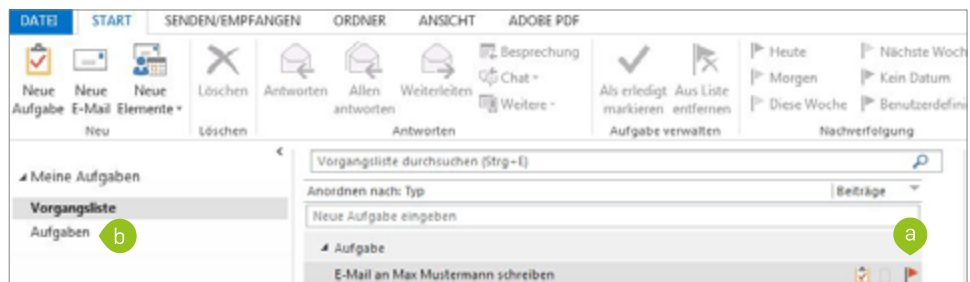 DATEI START SENDEN/EMPFANGEN ORDNER ANSICHT ADOBE PDF
Neue Aufgabe
Neue E-Mail
Neue Elemente
Neu
Löschen
Löschen
Antworten
Allen antworten
Weiterleiten
Besprechung
Chat
Weitere
Antworten
Als erledigt markieren
Aus Liste entfernen
Aufgabe verwalten
Heute
Morgen
Diese Woche
Nächste Woch
Kein Datum
Benutzerdefini
Nachverfolgung
Meine Aufgaben
Vorgangsliste
Aufgaben
b
Vorgangsliste durchsuchen (Strg+E)
Anordnen nach: Typ Beiträge
Neue Aufgabe eingeben
a
Aufgabe
E-Mail an Max Mustermann schreiben